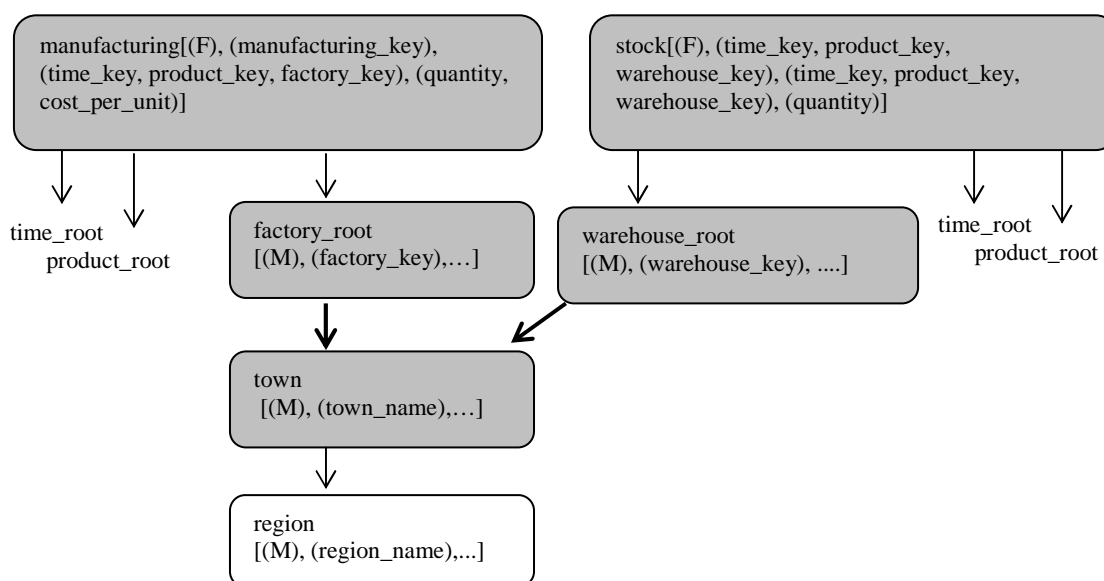 manufacturing[(F), (manufacturing_key),
(time_key, product_key, factory_key), (quantity,
cost_per_unit)]
stock[(F), (time_key, product_key,
warehouse_key), (time_key, product_key,
warehouse_key), (quantity)]
time_root
product_root
factory_root
[(M), (factory_key),…]
warehouse_root
[(M), (warehouse_key), ....]
time_root
product_root
town
[(M), (town_name),…]
region
[(M), (region_name),...]